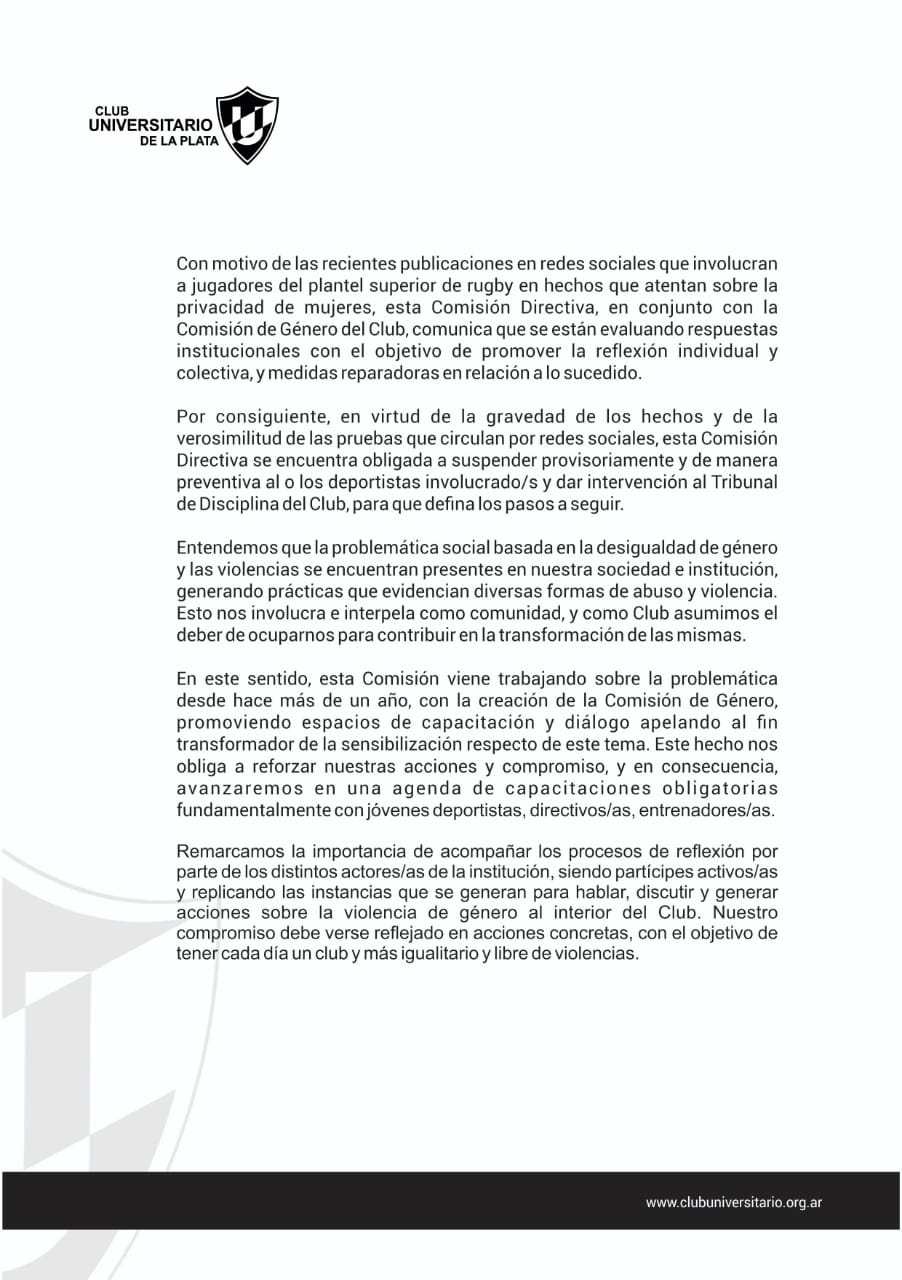 CLUB
UNIVERSITARIO
DE LA PLATA
Con motivo de las recientes publicaciones en redes sociales que involucran
a jugadores del plantel superior de rugby en hechos que atentan sobre la
privacidad de mujeres, esta Comisión Directiva, en conjunto con la
Comisión de Género del Club, comunica que se están evaluando respuestas
institucionales con el objetivo de promover la reflexión individual y
colectiva, y medidas reparadoras en relación a lo sucedido.
Por consiguiente, en virtud de la gravedad de los hechos y de la
verosimilitud de las pruebas que circulan por redes sociales, esta Comisión
Directiva se encuentra obligada a suspender provisoriamente y de manera
preventiva al o los deportistas involucrado/s y dar intervención al Tribunal
de Disciplina del Club, para que defina los pasos a seguir.
Entendemos que la problemática social basada en la desigualdad de género
y las violencias se encuentran presentes en nuestra sociedad e institución,
generando prácticas que evidencian diversas formas de abuso y violencia.
Esto nos involucra e interpela como comunidad, y como Club asumimos el
deber de ocuparnos para contribuir en la transformación de las mismas.
En este sentido, esta Comisión viene trabajando sobre la problemática
desde hace más de un año, con la creación de la Comisión de Género,
promoviendo espacios de capacitación y diálogo apelando al fin
transformador de la sensibilización respecto de este tema. Este hecho nos
obliga a reforzar nuestras acciones y compromiso, y en consecuencia,
avanzaremos en una agenda de capacitaciones obligatorias
fundamentalmente con jóvenes deportistas, directivos/as, entrenadores/as.
Remarcamos la importancia de acompañar los procesos de reflexión por
parte de los distintos actores/as de la institución, siendo partícipes activos/as
y replicando las instancias que se generan para hablar, discutir y generar
acciones sobre la violencia de género al interior del Club. Nuestro
compromiso debe verse reflejado en acciones concretas, con el objetivo de
tener cada día un club y más igualitario y libre de violencias.
www.clubuniversitario.org.ar